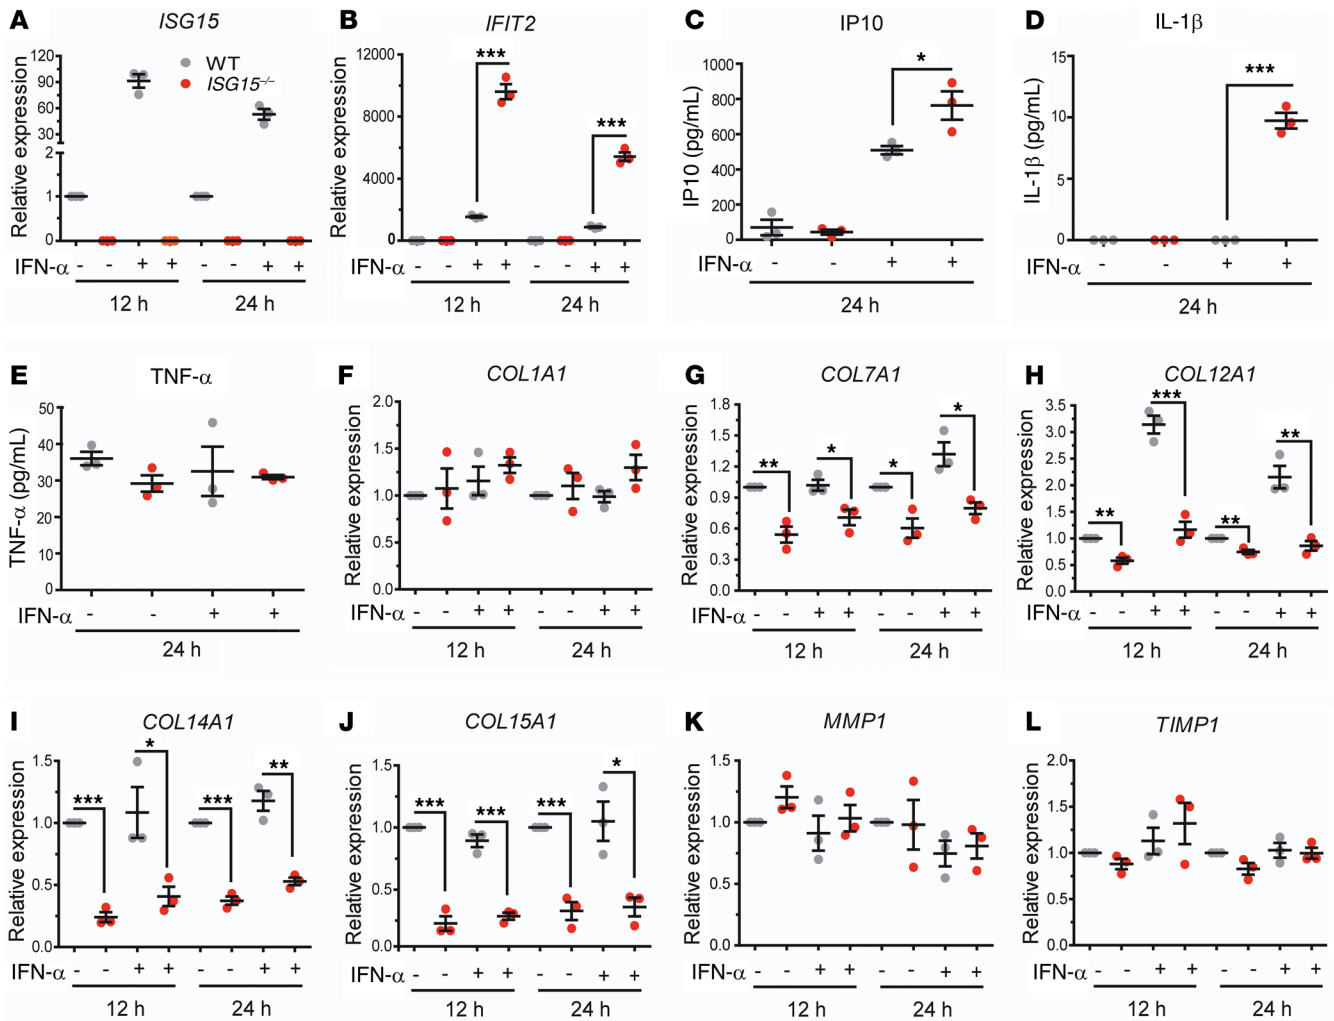 A ISG15
Relative expression
120
90
60
30
2
1
0
WT
ISG15–/–
IFN-α - - + + - - + +
12 h 24 h
B IFIT2
Relative expression
12000
8000
4000
0
*** ***
IFN-α - - + + - - + +
12 h 24 h
C IP10
IP10 (pg/mL)
1000
800
600
400
200
0
*
IFN-α - - + +
24 h
D IL-1β
IL-1β (pg/mL)
15
10
5
0
***
IFN-α - - + +
24 h
E TNF-α
TNF-α (pg/mL)
50
40
30
20
10
0
IFN-α - - + +
24 h
F COL1A1
Relative expression
2.0
1.5
1.0
0.5
0.0
IFN-α - - + + - - + +
12 h 24 h
G COL7A1
Relative expression
1.8
1.5
1.2
0.9
0.6
0.3
0.0
** * * *
IFN-α - - + + - - + +
12 h 24 h
H COL12A1
Relative expression
3.5
3.0
2.5
2.0
1.5
1.0
0.5
0.0
** *** ** **
IFN-α - - + + - - + +
12 h 24 h
I COL14A1
Relative expression
1.5
1.0
0.5
0.0
*** * *** **
IFN-α - - + + - - + +
12 h 24 h
J COL15A1
Relative expression
1.5
1.0
0.5
0.0
*** *** *** *
IFN-α - - + + - - + +
12 h 24 h
K MMP1
Relative expression
1.5
1.0
0.5
0.0
IFN-α - - + + - - + +
12 h 24 h
L TIMP1
Relative expression
2.0
1.5
1.0
0.5
0.0
IFN-α - - + + - - + +
12 h 24 h